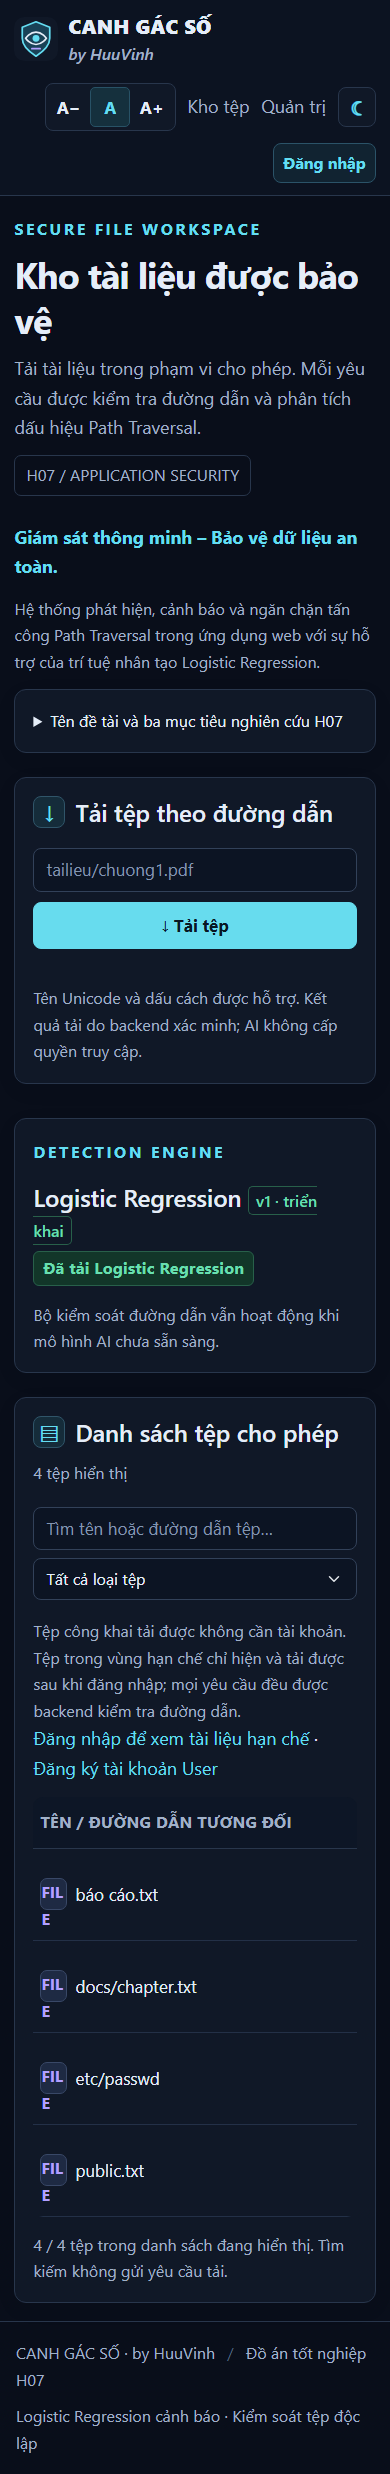 CANH GÁC SỐ
by HuuVinh
A− A A+ Kho tệp Quản trị
Đăng nhập
SECURE FILE WORKSPACE
Kho tài liệu được bảo
vệ
Tải tài liệu trong phạm vi cho phép. Mỗi yêu
cầu được kiểm tra đường dẫn và phân tích
dấu hiệu Path Traversal.
H07 / APPLICATION SECURITY
Giám sát thông minh – Bảo vệ dữ liệu an
toàn.
Hệ thống phát hiện, cảnh báo và ngăn chặn tấn
công Path Traversal trong ứng dụng web với sự hỗ
trợ của trí tuệ nhân tạo Logistic Regression.
▶ Tên đề tài và ba mục tiêu nghiên cứu H07
↓ Tải tệp theo đường dẫn
tailieu/chuong1.pdf
↓ Tải tệp
Tên Unicode và dấu cách được hỗ trợ. Kết
quả tải do backend xác minh; AI không cấp
quyền truy cập.
DETECTION ENGINE
Logistic Regression v1 · triển
khai
Đã tải Logistic Regression
Bộ kiểm soát đường dẫn vẫn hoạt động khi
mô hình AI chưa sẵn sàng.
▤ Danh sách tệp cho phép
4 tệp hiển thị
Tìm tên hoặc đường dẫn tệp...
Tất cả loại tệp
Tệp công khai tải được không cần tài khoản.
Tệp trong vùng hạn chế chỉ hiện và tải được
sau khi đăng nhập; mọi yêu cầu đều được
backend kiểm tra đường dẫn.
Đăng nhập để xem tài liệu hạn chế ·
Đăng ký tài khoản User
TÊN / ĐƯỜNG DẪN TƯƠNG ĐỐI
FIL báo cáo.txt
E
FIL docs/chapter.txt
E
FIL etc/passwd
E
FIL public.txt
E
4 / 4 tệp trong danh sách đang hiển thị. Tìm
kiếm không gửi yêu cầu tải.
CANH GÁC SỐ · by HuuVinh / Đồ án tốt nghiệp
H07
Logistic Regression cảnh báo · Kiểm soát tệp độc
lập